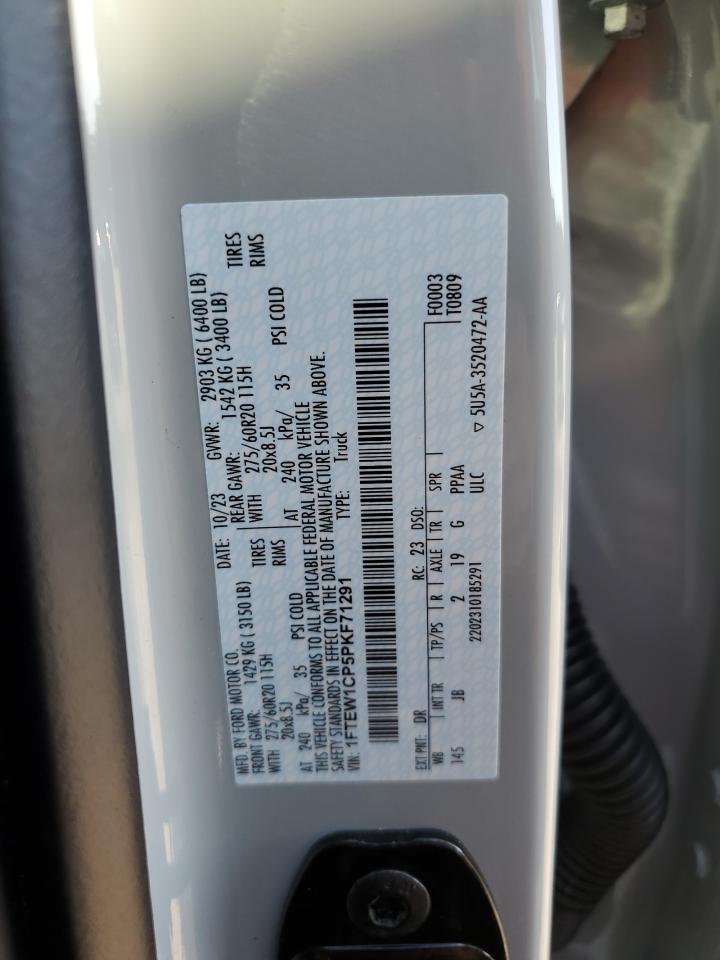 MFD. BY FORD MOTOR CO. DATE: 10/23 GVWR: 2903 KG ( 6400 LB)
FRONT GAWR: 1429 KG ( 3150 LB) REAR GAWR: 1542 KG ( 3400 LB)
WITH 275/60R20 115H TIRES WITH 275/60R20 115H TIRES
20x8.5J RIMS 20x8.5J RIMS
AT 240 kPa/ 35 PSI COLD AT 240 kPa/ 35 PSI COLD
THIS VEHICLE CONFORMS TO ALL APPLICABLE FEDERAL MOTOR VEHICLE
SAFETY STANDARDS IN EFFECT ON THE DATE OF MANUFACTURE SHOWN ABOVE.
VIN: 1FTEW1CP5PKF71291 TYPE: Truck
EXT PNT: DR RC: 23 DSO: F0003
WB INT TR TP/PS R AXLE TR SPR T0809
145 JB 2 19 G PPAA
2202310185291 ULC ▽ 5U5A-3520472-AA